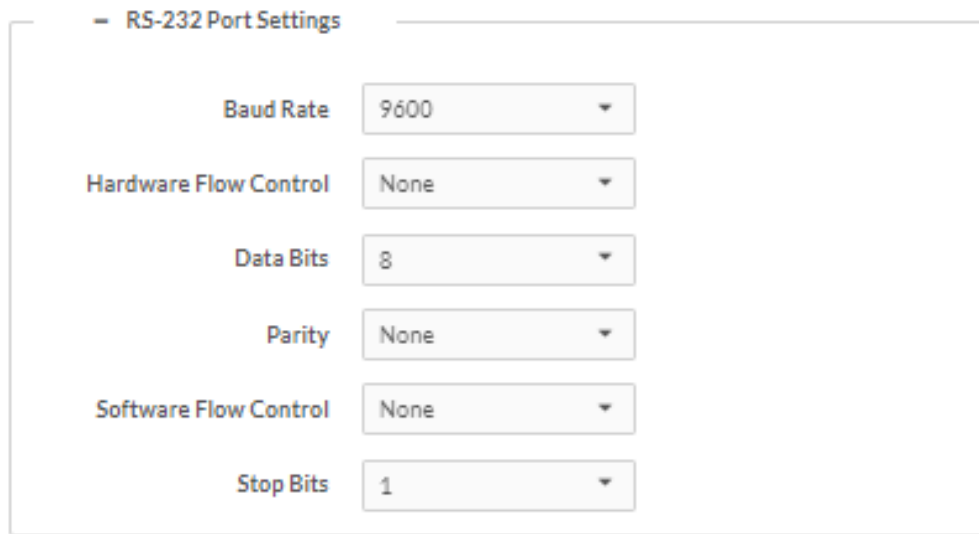 − RS-232 Port Settings
Baud Rate 9600
Hardware Flow Control None
Data Bits 8
Parity None
Software Flow Control None
Stop Bits 1